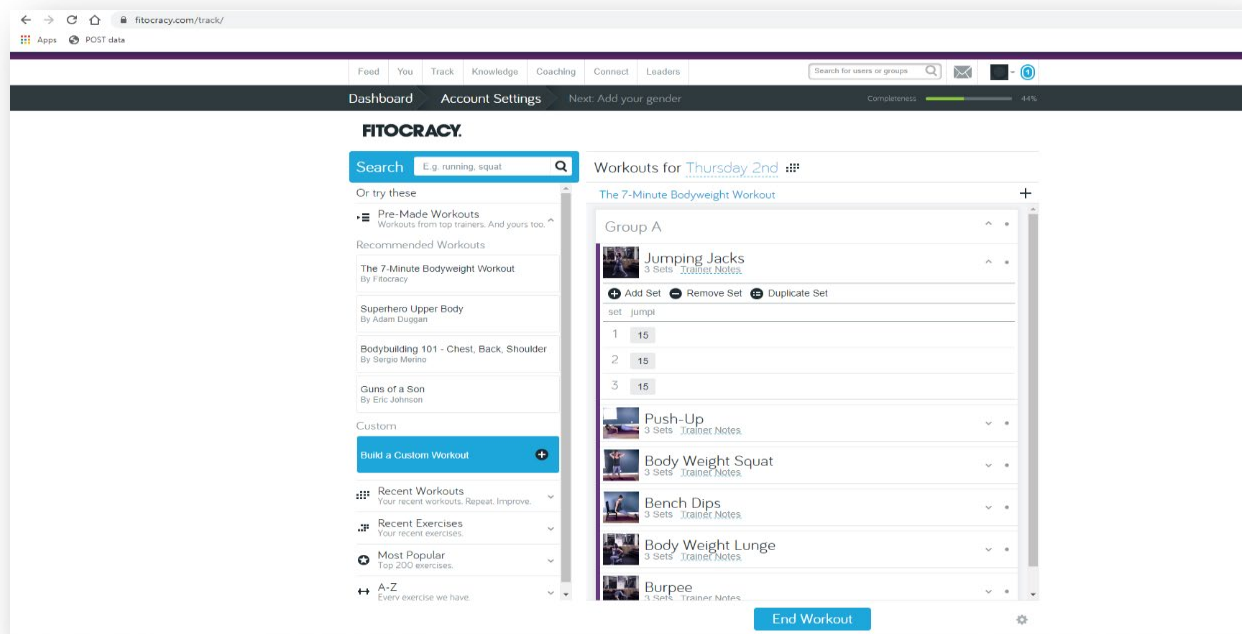 fitocracy.com/track/
Apps POST data
Feed You Track Knowledge Coaching Connect Leaders Search for users or groups 1
Dashboard Account Settings Next: Add your gender Completeness 44%
FITOCRACY.
Search E.g. running, squat
Or try these
Pre-Made Workouts
Workouts from top trainers. And yours too.
Recommended Workouts
The 7-Minute Bodyweight Workout
By Fitocracy
Superhero Upper Body
By Adam Duggan
Bodybuilding 101 - Chest, Back, Shoulder
By Sergio Merino
Guns of a Son
By Eric Johnson
Custom
Build a Custom Workout
Recent Workouts
Your recent workouts. Repeat. Improve.
Recent Exercises
Your recent exercises.
Most Popular
Top 200 exercises.
A-Z
Every exercise we have.
Workouts for Thursday 2nd
The 7-Minute Bodyweight Workout
Group A
Jumping Jacks
3 Sets Trainer Notes
Add Set Remove Set Duplicate Set
set jumpi
1 15
2 15
3 15
Push-Up
3 Sets Trainer Notes
Body Weight Squat
3 Sets Trainer Notes
Bench Dips
3 Sets Trainer Notes
Body Weight Lunge
3 Sets Trainer Notes
Burpee
3 Sets Trainer Notes
End Workout